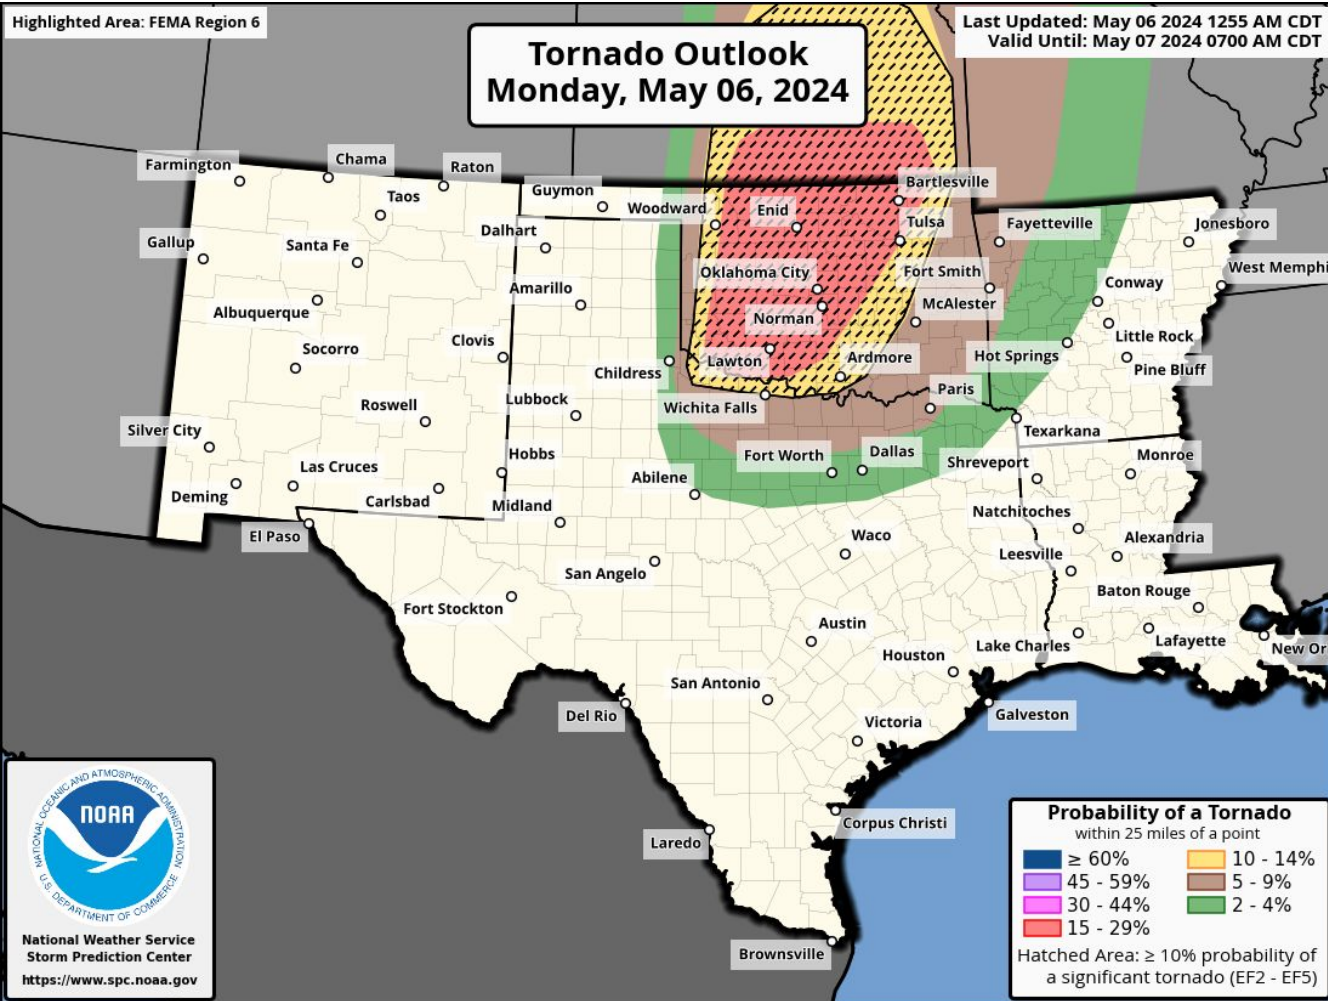 Highlighted Area: FEMA Region 6
Tornado Outlook
Monday, May 06, 2024
Last Updated: May 06 2024 1255 AM CDT
Valid Until: May 07 2024 0700 AM CDT
Farmington
Chama
Raton
Taos
Guymon
Woodward
Enid
Bartlesville
Tulsa
Fayetteville
Jonesboro
Gallup
Santa Fe
Dalhart
Oklahoma City
Fort Smith
West Memphi
Amarillo
Conway
Albuquerque
Norman
McAlester
Socorro
Clovis
Childress
Lawton
Ardmore
Hot Springs
Little Rock
Pine Bluff
Roswell
Lubbock
Wichita Falls
Paris
Silver City
Texarkana
Las Cruces
Hobbs
Fort Worth
Dallas
Shreveport
Monroe
Deming
Carlsbad
Midland
Abilene
Natchitoches
El Paso
Waco
Leesville
Alexandria
San Angelo
Baton Rouge
Fort Stockton
Austin
Lake Charles
Lafayette
New Or
Houston
San Antonio
Del Rio
Victoria
Galveston
Corpus Christi
Laredo
Brownsville
NATIONAL OCEANIC AND ATMOSPHERIC ADMINISTRATION
NOAA
U.S. DEPARTMENT OF COMMERCE
National Weather Service
Storm Prediction Center
https://www.spc.noaa.gov
Probability of a Tornado
within 25 miles of a point
≥ 60%
45 - 59%
30 - 44%
15 - 29%
10 - 14%
5 - 9%
2 - 4%
Hatched Area: ≥ 10% probability of
a significant tornado (EF2 - EF5)